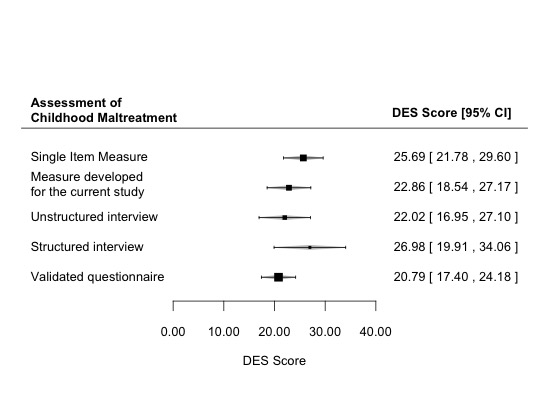 Assessment of
Childhood Maltreatment
DES Score [95% CI]
Single Item Measure 25.69 [ 21.78 , 29.60 ]
Measure developed
for the current study 22.86 [ 18.54 , 27.17 ]
Unstructured interview 22.02 [ 16.95 , 27.10 ]
Structured interview 26.98 [ 19.91 , 34.06 ]
Validated questionnaire 20.79 [ 17.40 , 24.18 ]
0.00 10.00 20.00 30.00 40.00
DES Score